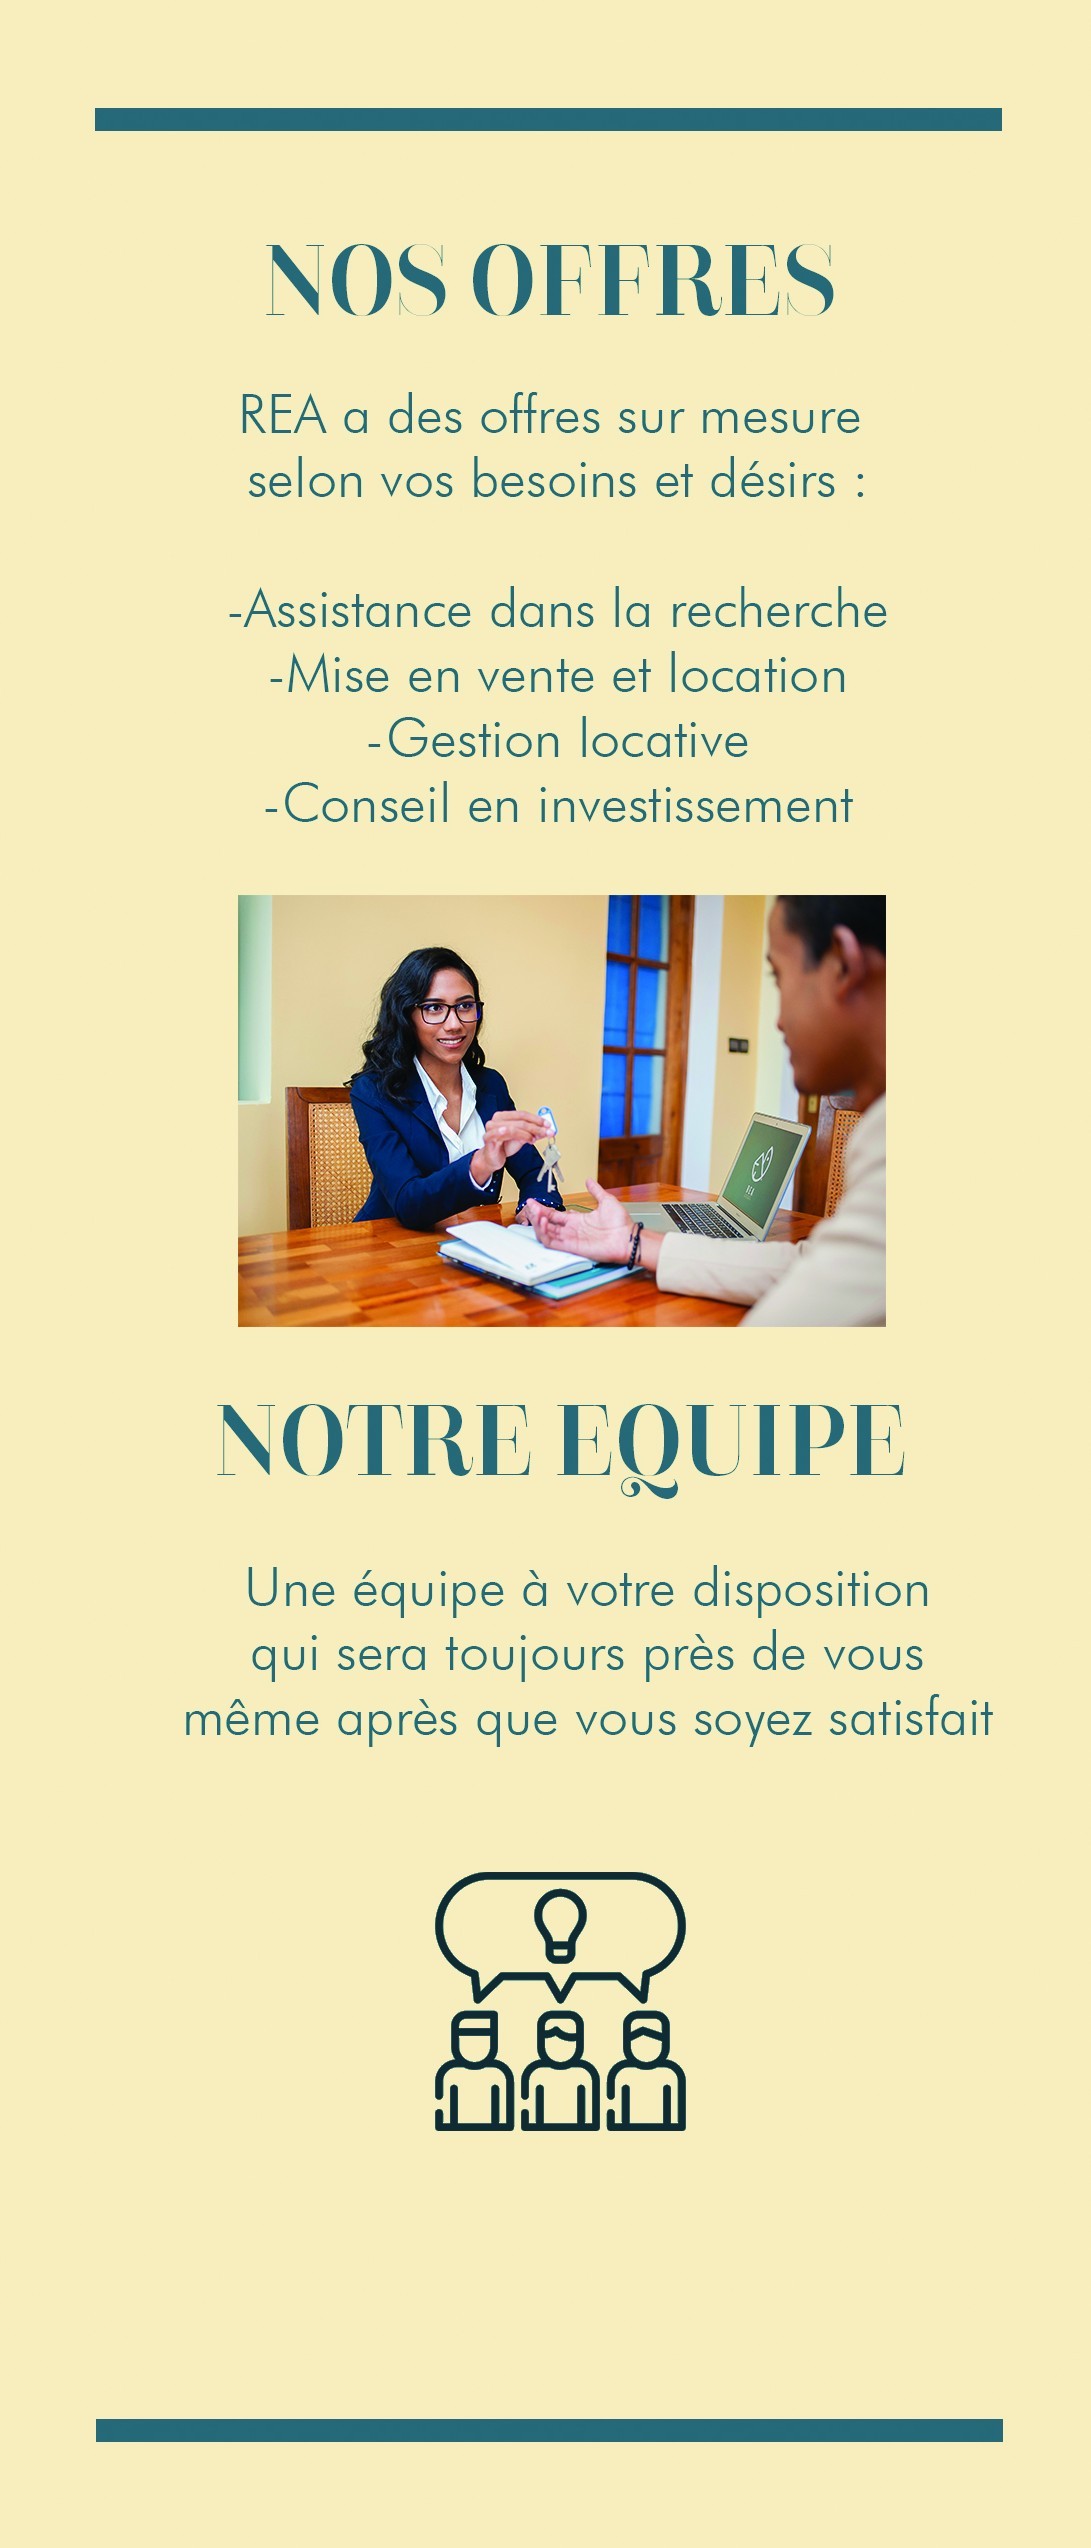 NOS OFFRES
REA a des offres sur mesure
selon vos besoins et désirs :
-Assistance dans la recherche
-Mise en vente et location
-Gestion locative
-Conseil en investissement
REA
NOTRE EQUIPE
Une équipe à votre disposition
qui sera toujours près de vous
même après que vous soyez satisfait